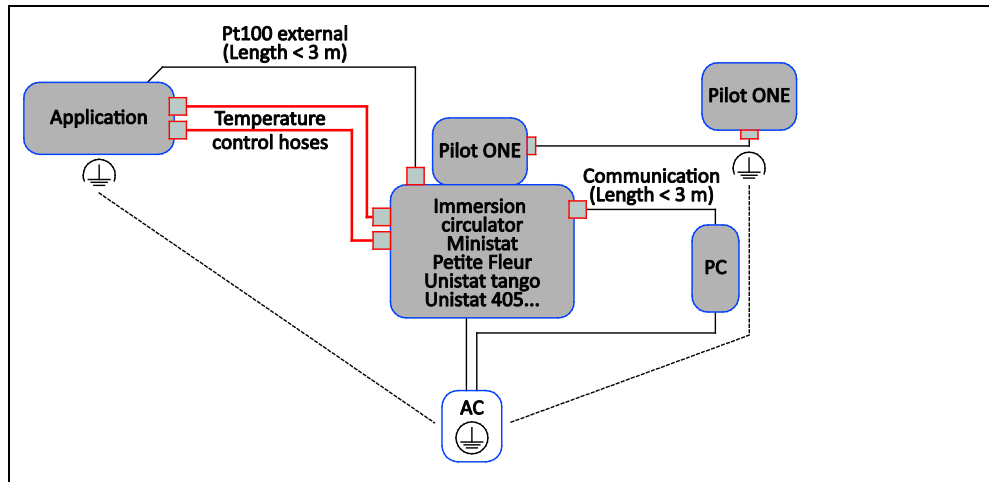 Pt100 external
(Length < 3 m)
Application
Temperature
control hoses
Pilot ONE
Pilot ONE
Communication
(Length < 3 m)
Immersion
circulator
Ministat
Petite Fleur
Unistat tango
Unistat 405...
PC
AC